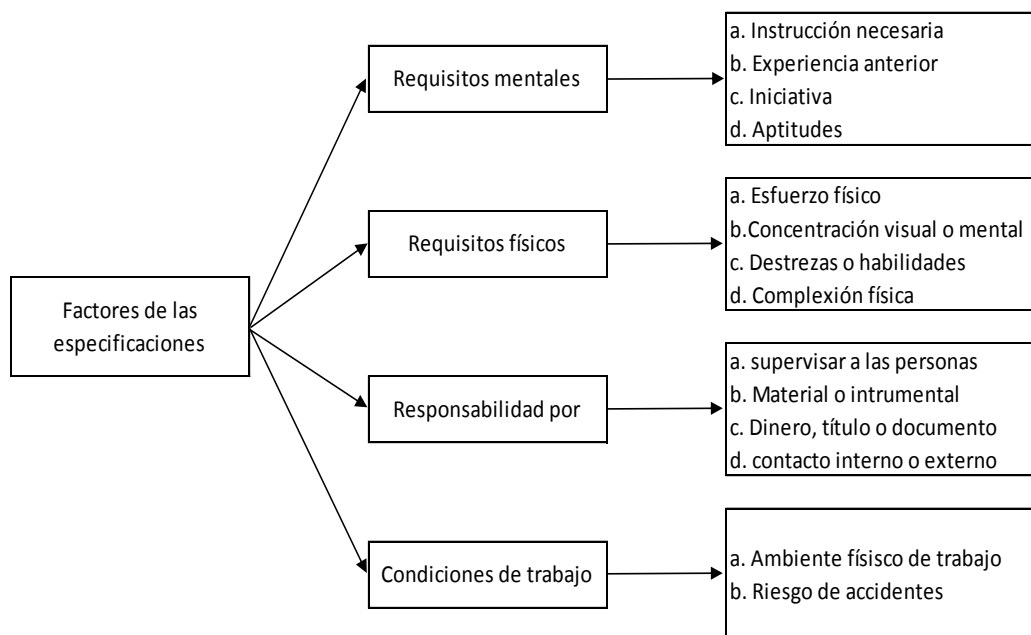 Factores de las
especificaciones
Requisitos mentales
a. Instrucción necesaria
b. Experiencia anterior
c. Iniciativa
d. Aptitudes
Requisitos físicos
a. Esfuerzo físico
b.Concentración visual o mental
c. Destrezas o habilidades
d. Complexión física
Responsabilidad por
a. supervisar a las personas
b. Material o intrumental
c. Dinero, título o documento
d. contacto interno o externo
Condiciones de trabajo
a. Ambiente físisco de trabajo
b. Riesgo de accidentes